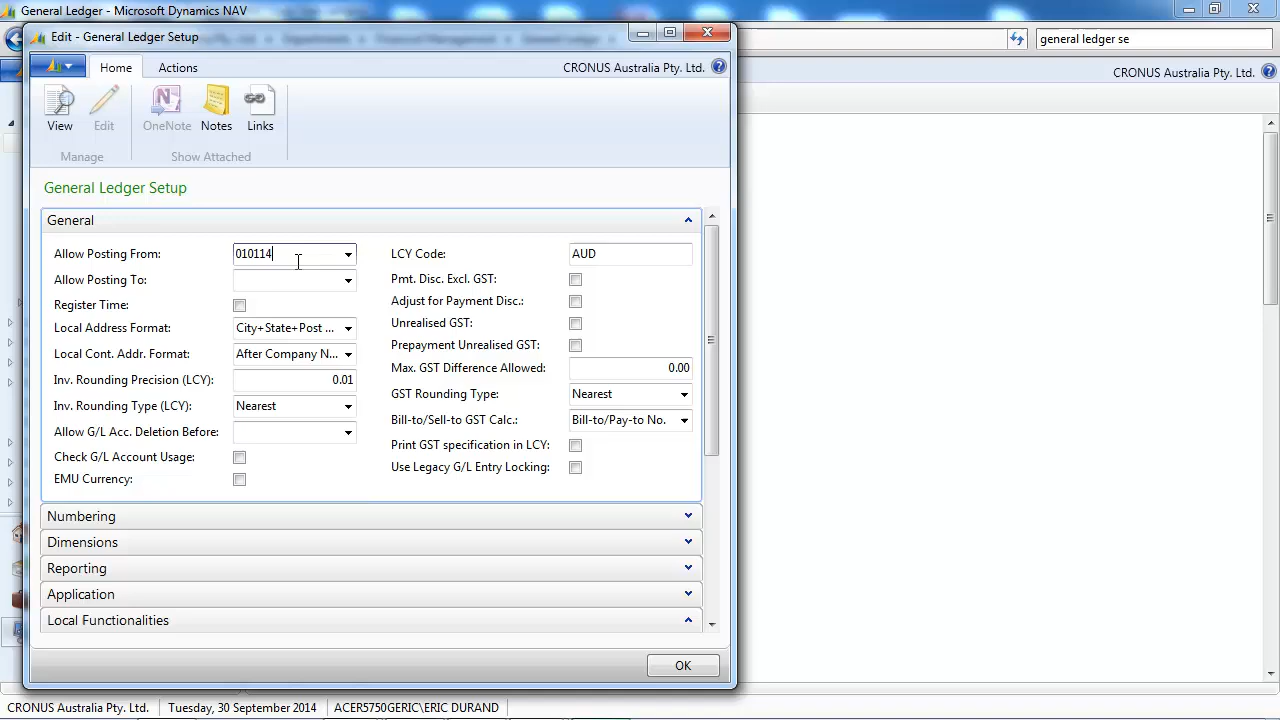 General Ledger - Microsoft Dynamics NAV
Edit - General Ledger Setup
general ledger se
Home
Actions
CRONUS Australia Pty. Ltd.
CRONUS Australia Pty. Ltd.
View
Edit
OneNote
Notes
Links
Manage
Show Attached
General Ledger Setup
General
Allow Posting From:
010114
LCY Code:
AUD
Allow Posting To:
Pmt. Disc. Excl. GST:
Register Time:
Adjust for Payment Disc.:
Local Address Format:
City+State+Post ...
Unrealised GST:
Local Cont. Addr. Format:
After Company N...
Prepayment Unrealised GST:
Inv. Rounding Precision (LCY):
0.01
Max. GST Difference Allowed:
0.00
Inv. Rounding Type (LCY):
Nearest
GST Rounding Type:
Nearest
Allow G/L Acc. Deletion Before:
Bill-to/Sell-to GST Calc.:
Bill-to/Pay-to No.
Check G/L Account Usage:
Print GST specification in LCY:
EMU Currency:
Use Legacy G/L Entry Locking:
Numbering
Dimensions
Reporting
Application
Local Functionalities
OK
CRONUS Australia Pty. Ltd.
Tuesday, 30 September 2014
ACER5750GERIC\ERIC DURAND